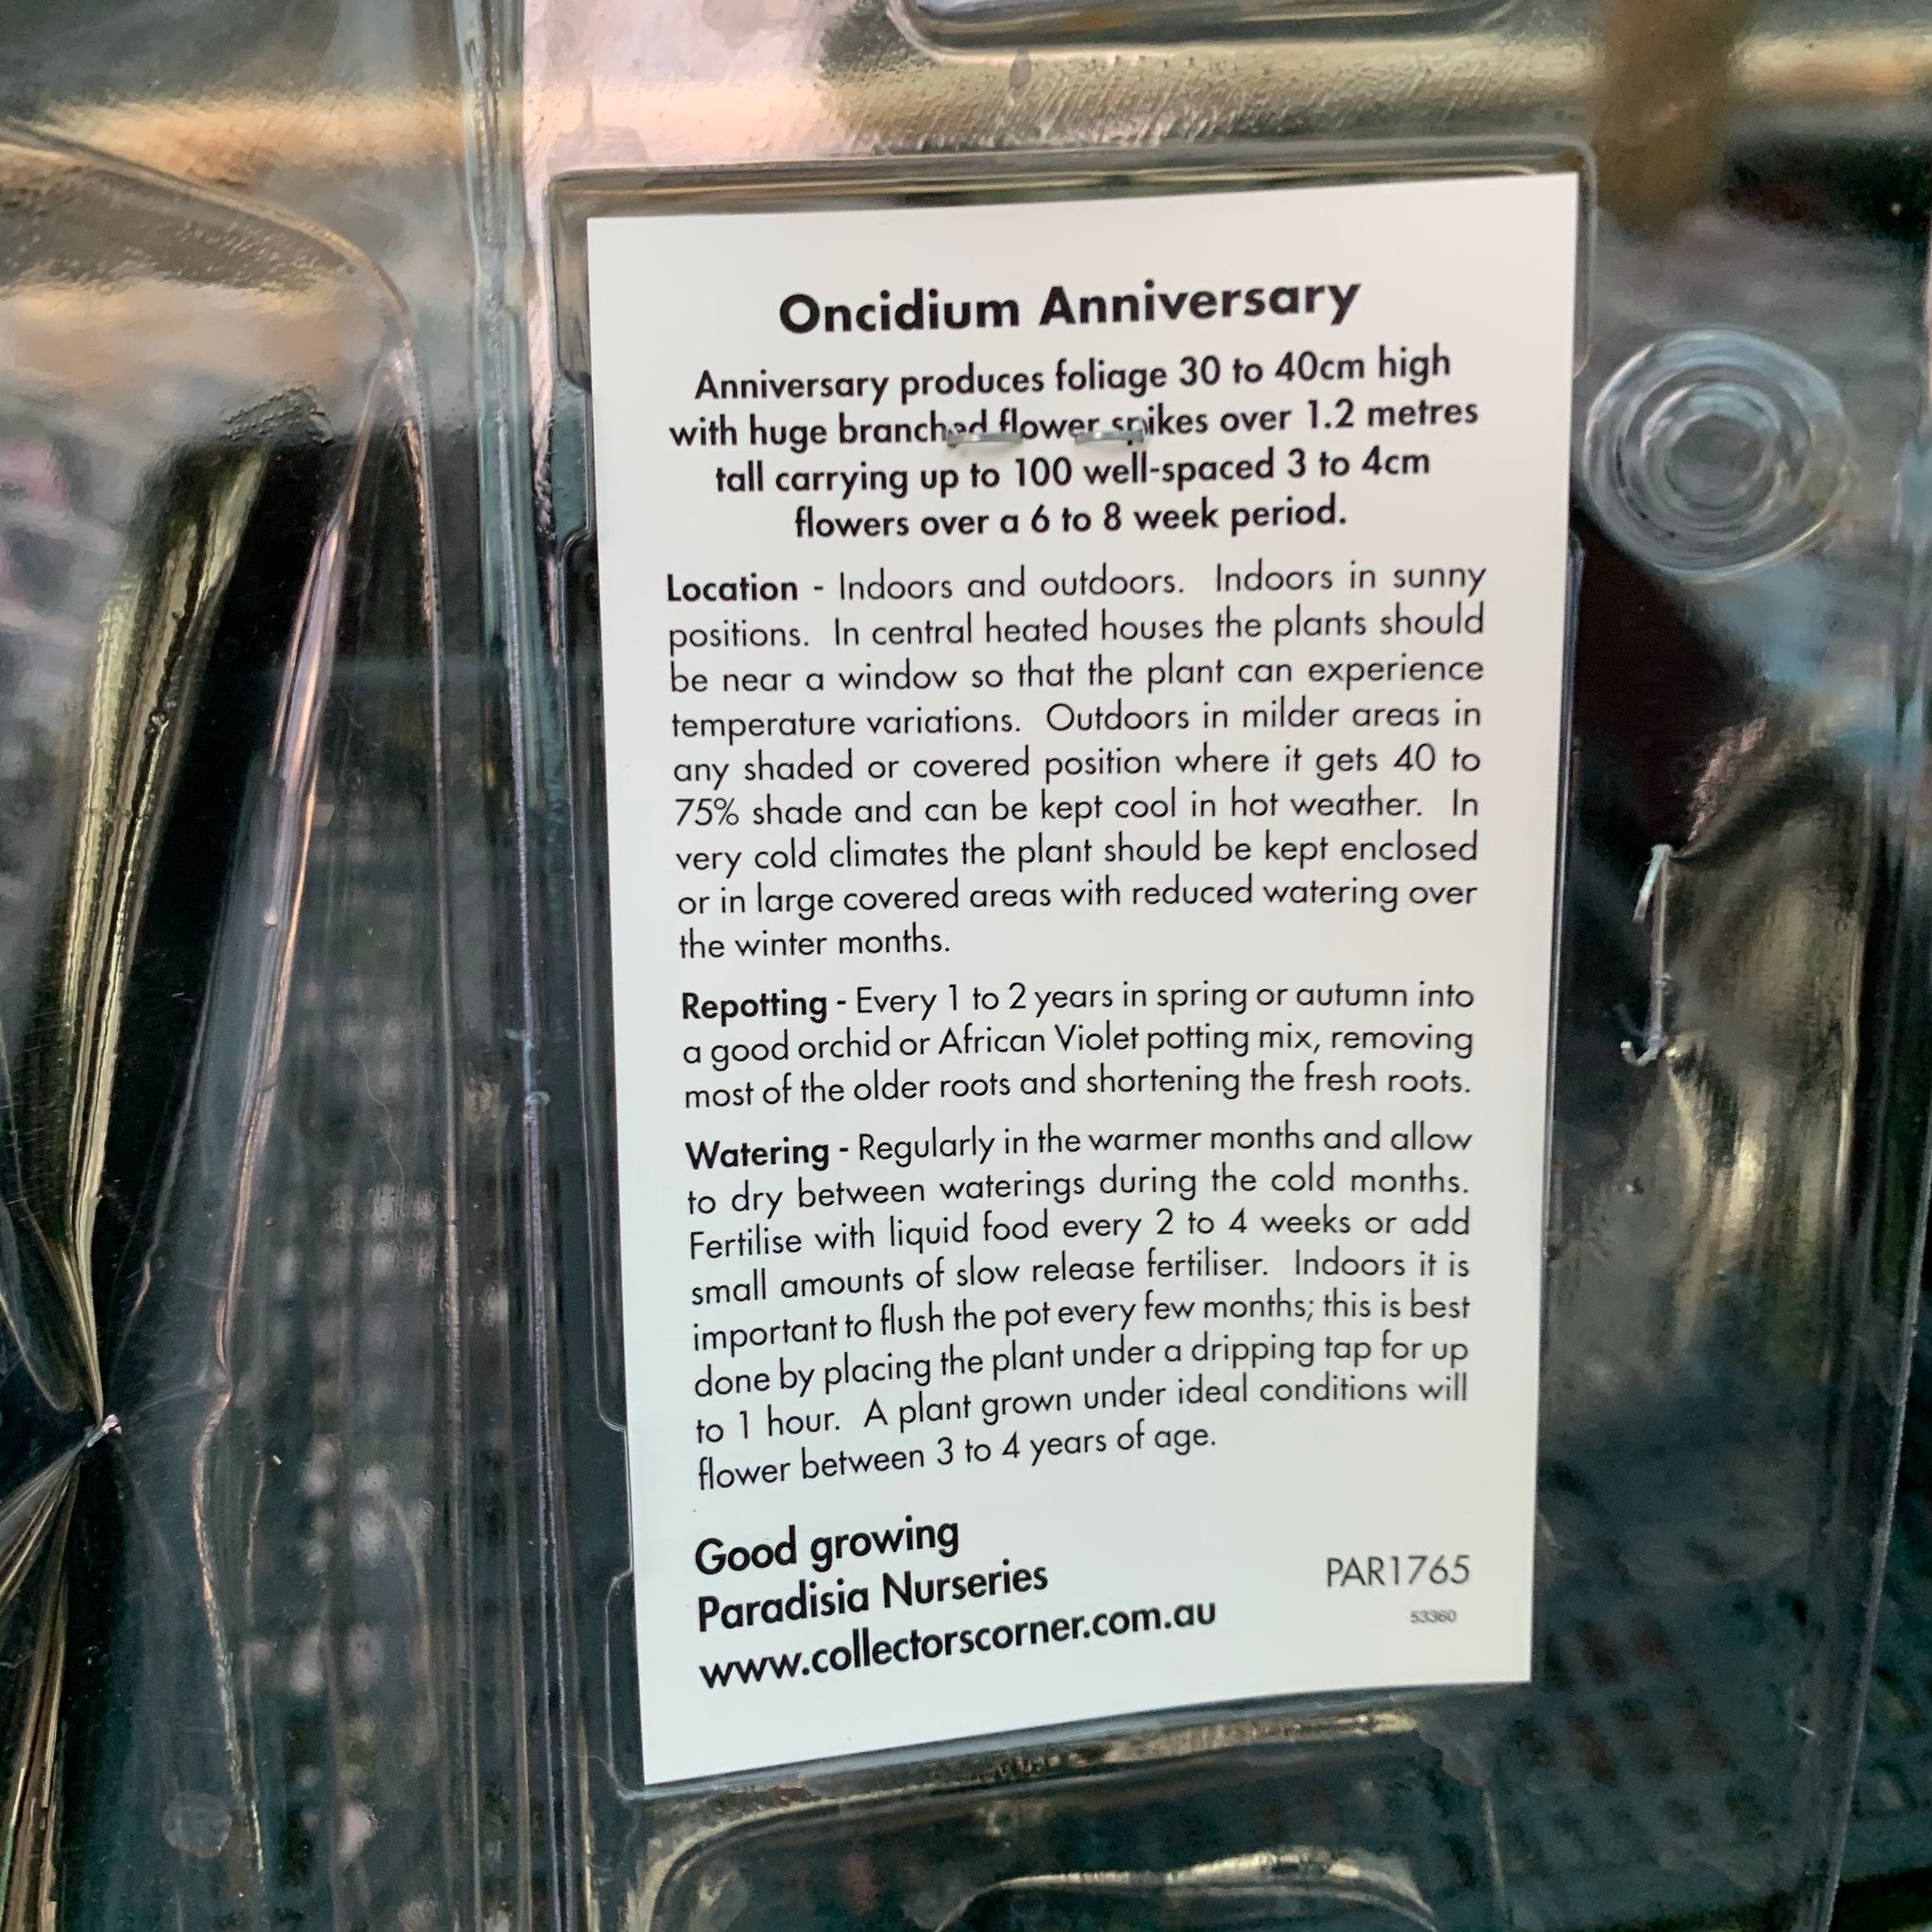 Oncidium Anniversary
Anniversary produces foliage 30 to 40cm high
with huge branched flower spikes over 1.2 metres
tall carrying up to 100 well-spaced 3 to 4cm
flowers over a 6 to 8 week period.
Location - Indoors and outdoors. Indoors in sunny
positions. In central heated houses the plants should
be near a window so that the plant can experience
temperature variations. Outdoors in milder areas in
any shaded or covered position where it gets 40 to
75% shade and can be kept cool in hot weather. In
very cold climates the plant should be kept enclosed
or in large covered areas with reduced watering over
the winter months.
Repotting - Every 1 to 2 years in spring or autumn into
a good orchid or African Violet potting mix, removing
most of the older roots and shortening the fresh roots.
Watering - Regularly in the warmer months and allow
to dry between waterings during the cold months.
Fertilise with liquid food every 2 to 4 weeks or add
small amounts of slow release fertiliser. Indoors it is
important to flush the pot every few months; this is best
done by placing the plant under a dripping tap for up
to 1 hour. A plant grown under ideal conditions will
flower between 3 to 4 years of age.
Good growing
Paradisia Nurseries
www.collectorscorner.com.au
PAR1765
53360